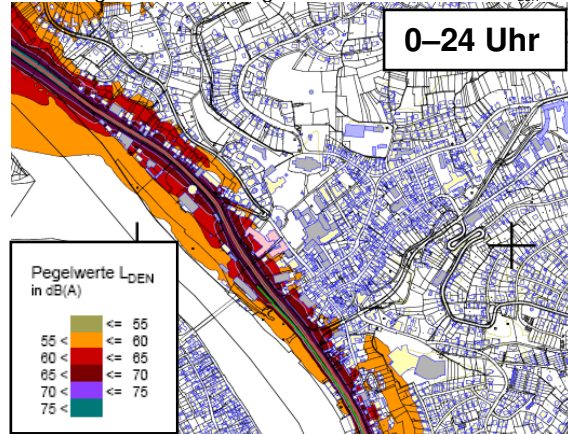 0–24 Uhr
Pegelwerte LDEN
in dB(A)
<= 55
55 < <= 60
60 < <= 65
65 < <= 70
70 < <= 75
75 <